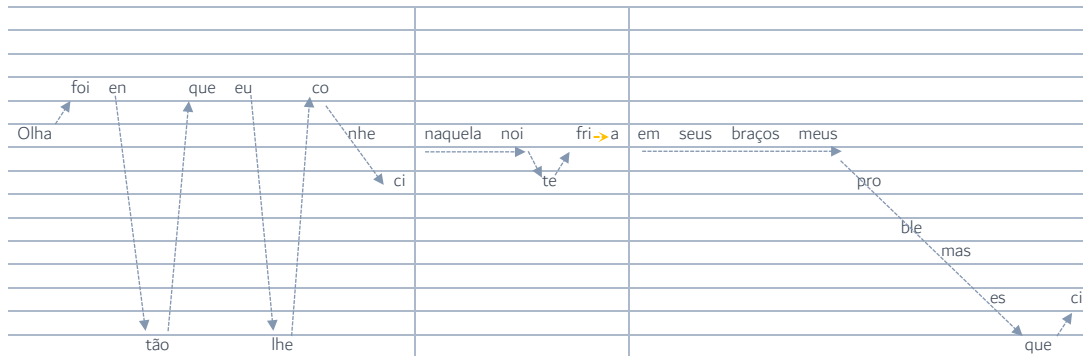 Olha foi en tão que eu lhe co nhe ci
naquela noi te fri a
em seus braços meus pro ble mas es que ci